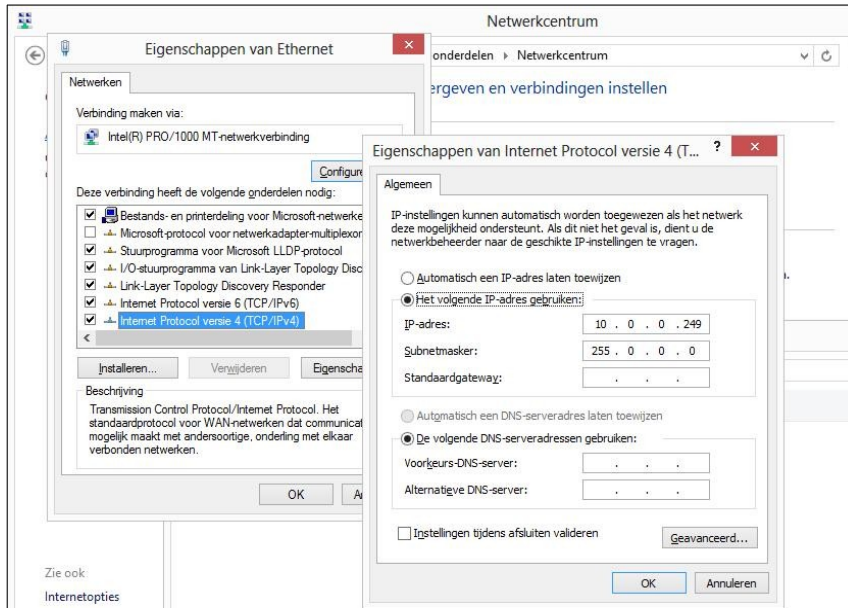 Netwerkcentrum
onderdelen Netwerkcentrum
ergeven en verbindingen instellen
Eigenschappen van Ethernet
Netwerken
Verbinding maken via:
Intel(R) PRO/1000 MT-netwerkverbinding
Configure
Deze verbinding heeft de volgende onderdelen nodig:
Bestands- en printerdeling voor Microsoft-netwerke
Microsoft-protocol voor netwerkadapter-multiplexor
Stuurprogramma voor Microsoft LLDP-protocol
I/O-stuurprogramma van Link-Layer Topology Disc
Link-Layer Topology Discovery Responder
Internet Protocol versie 6 (TCP/IPv6)
Internet Protocol versie 4 (TCP/IPv4)
Installeren...
Verwijderen
Eigenscha
Beschrijving
Transmission Control Protocol/Internet Protocol. Het
standaardprotocol voor WAN-netwerken dat communicat
mogelijk maakt met andersoortige, onderling met elkaar
verbonden netwerken.
OK
Eigenschappen van Internet Protocol versie 4 (T...
Algemeen
IP-instellingen kunnen automatisch worden toegewezen als het netwerk
deze mogelijkheid ondersteunt. Als dit niet het geval is, dient u de
netwerkbeheerder naar de geschikte IP-instellingen te vragen.
Automatisch een IP-adres laten toewijzen
Het volgende IP-adres gebruiken:
IP-adres: 10 . 0 . 0 . 249
Subnetmasker: 255 . 0 . 0 . 0
Standaardgateway: . . .
Automatisch een DNS-serveradres laten toewijzen
De volgende DNS-serveradressen gebruiken:
Voorkeurs-DNS-server: . . .
Alternatieve DNS-server: . . .
Instellingen tijdens afsluiten valideren
Geavanceerd...
OK
Annuleren
Zie ook
Internetopties